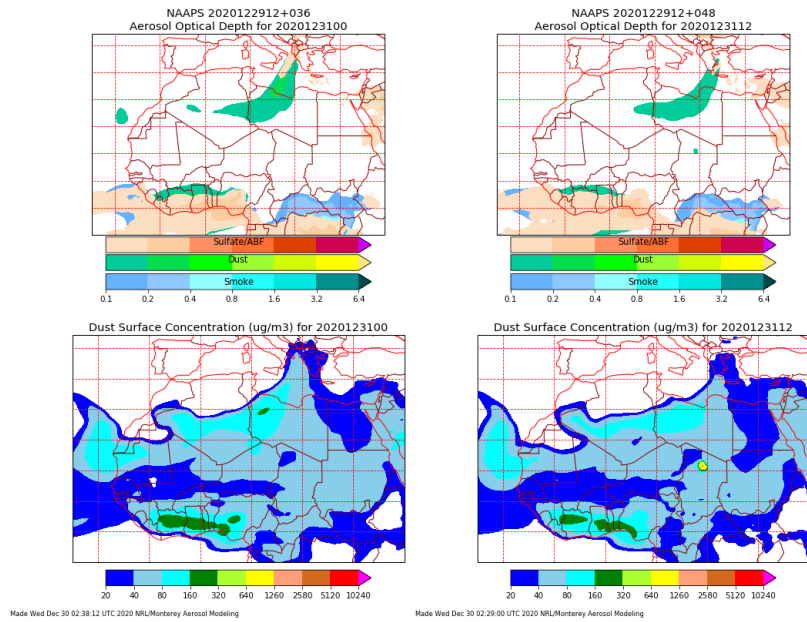 NAAPS 2020122912+036
Aerosol Optical Depth for 2020123100
NAAPS 2020122912+048
Aerosol Optical Depth for 2020123112
Sulfate/ABF
Dust
Smoke
0.1 0.2 0.4 0.8 1.6 3.2 6.4
Sulfate/ABF
Dust
Smoke
0.1 0.2 0.4 0.8 1.6 3.2 6.4
Dust Surface Concentration (ug/m3) for 2020123100
Dust Surface Concentration (ug/m3) for 2020123112
20 40 80 160 320 640 1280 2580 5120 10240
20 40 80 160 320 640 1280 2580 5120 10240
Made Wed Dec 30 02:38:12 UTC 2020 NRL/Monterey Aerosol Modeling
Made Wed Dec 30 02:29:00 UTC 2020 NRL/Monterey Aerosol Modeling